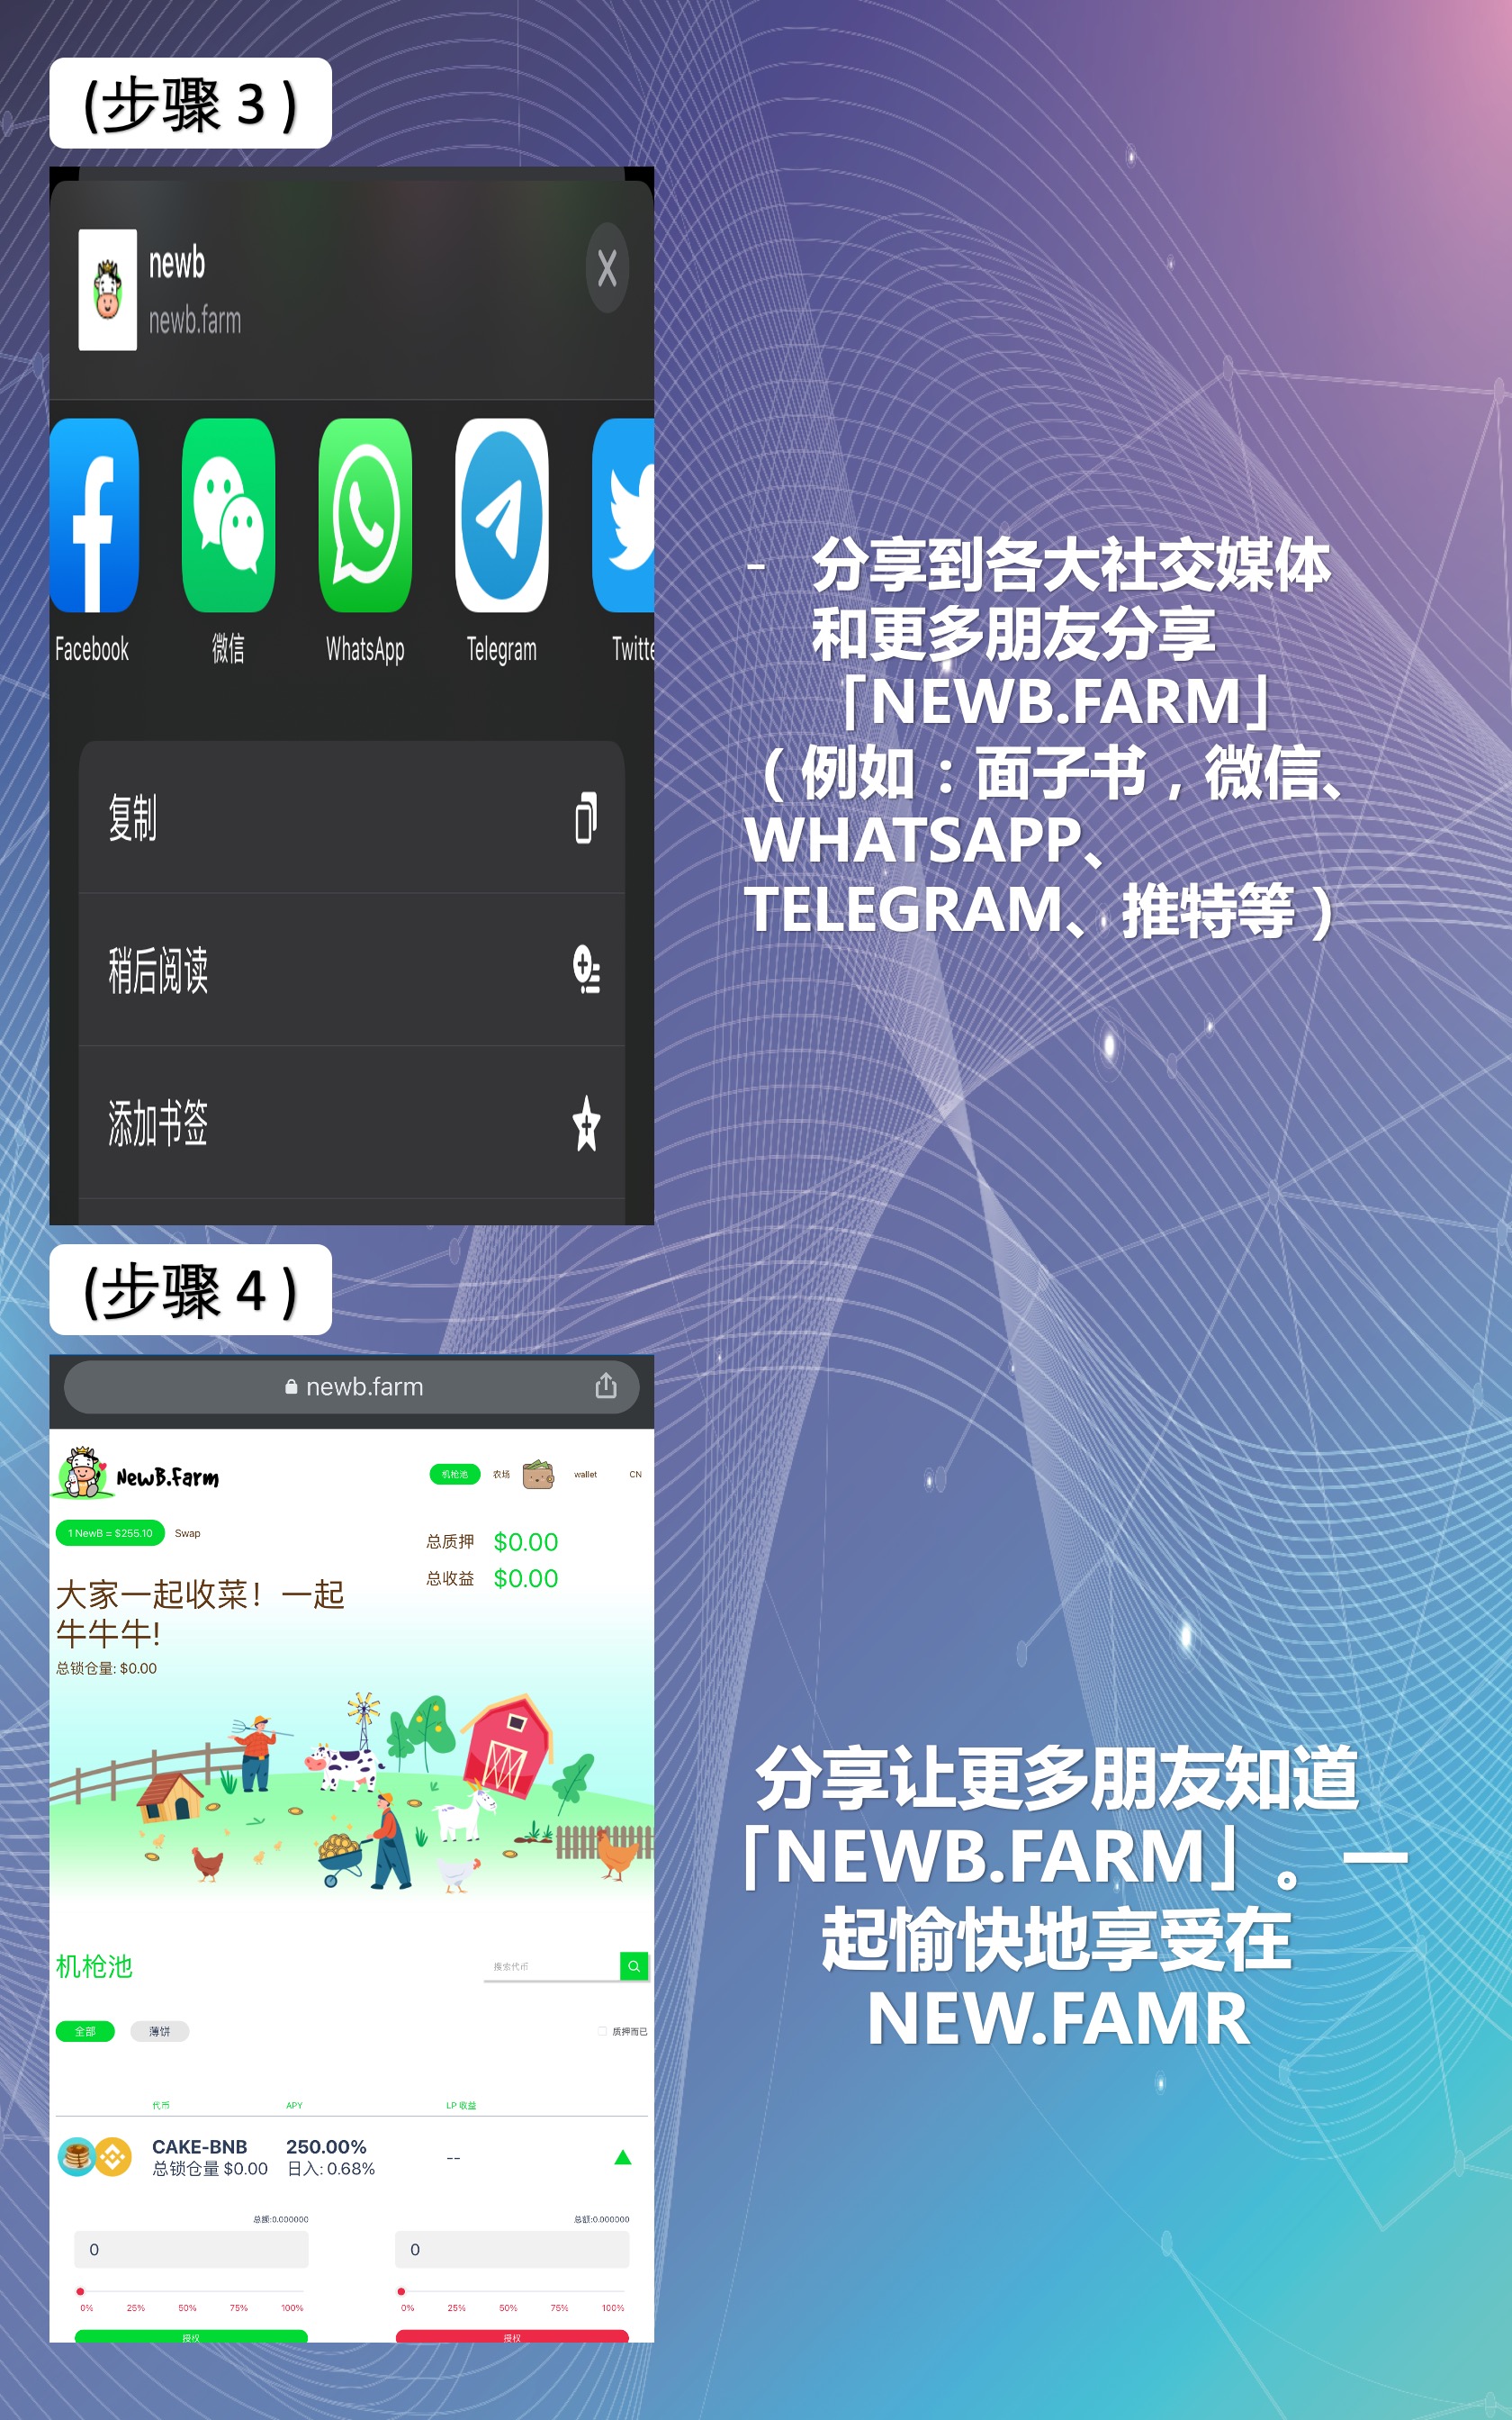 (步骤 3 )
newb
newb.farm
X
Facebook
微信
WhatsApp
Telegram
Twitte
复制
稍后阅读
添加书签
- 分享到各大社交媒体
和更多朋友分享
「NEWB.FARM」
( 例如 : 面子书 , 微信、
WHATSAPP、
TELEGRAM、推特等 )
(步骤 4 )
newb.farm
NewB.Farm
机枪池 农场 wallet CN
1 NewB = $255.10 Swap
总质押 $0.00
总收益 $0.00
大家一起收菜！一起
牛牛牛!
总锁仓量: $0.00
机枪池
搜索代币
全部 薄饼
质押而已
代币 APY LP 收益
CAKE-BNB 250.00%
总锁仓量 $0.00 日入: 0.68% --
总额:0.000000 总额:0.000000
0 0
0% 25% 50% 75% 100% 0% 25% 50% 75% 100%
授权 授权
分享让更多朋友知道
「NEWB.FARM」。一
起愉快地享受在
NEW.FAMR